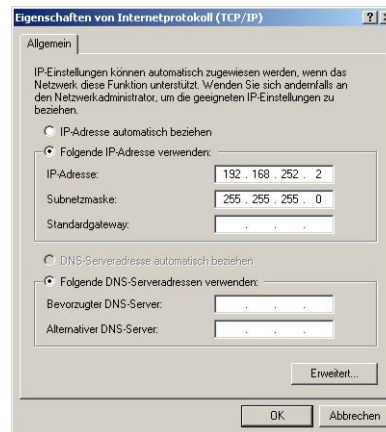 Eigenschaften von Internetprotokoll (TCP/IP)
Allgemein
IP-Einstellungen können automatisch zugewiesen werden, wenn das
Netzwerk diese Funktion unterstützt. Wenden Sie sich andernfalls an
den Netzwerkadministrator, um die geeigneten IP-Einstellungen zu
beziehen.
IP-Adresse automatisch beziehen
Folgende IP-Adresse verwenden:
IP-Adresse: 192 . 168 . 252 . 2
Subnetzmaske: 255 . 255 . 255 . 0
Standardgateway: . . .
DNS-Serveradresse automatisch beziehen
Folgende DNS-Serveradressen verwenden:
Bevorzugter DNS-Server: . . .
Alternativer DNS-Server: . . .
Erweitert...
OK Abbrechen